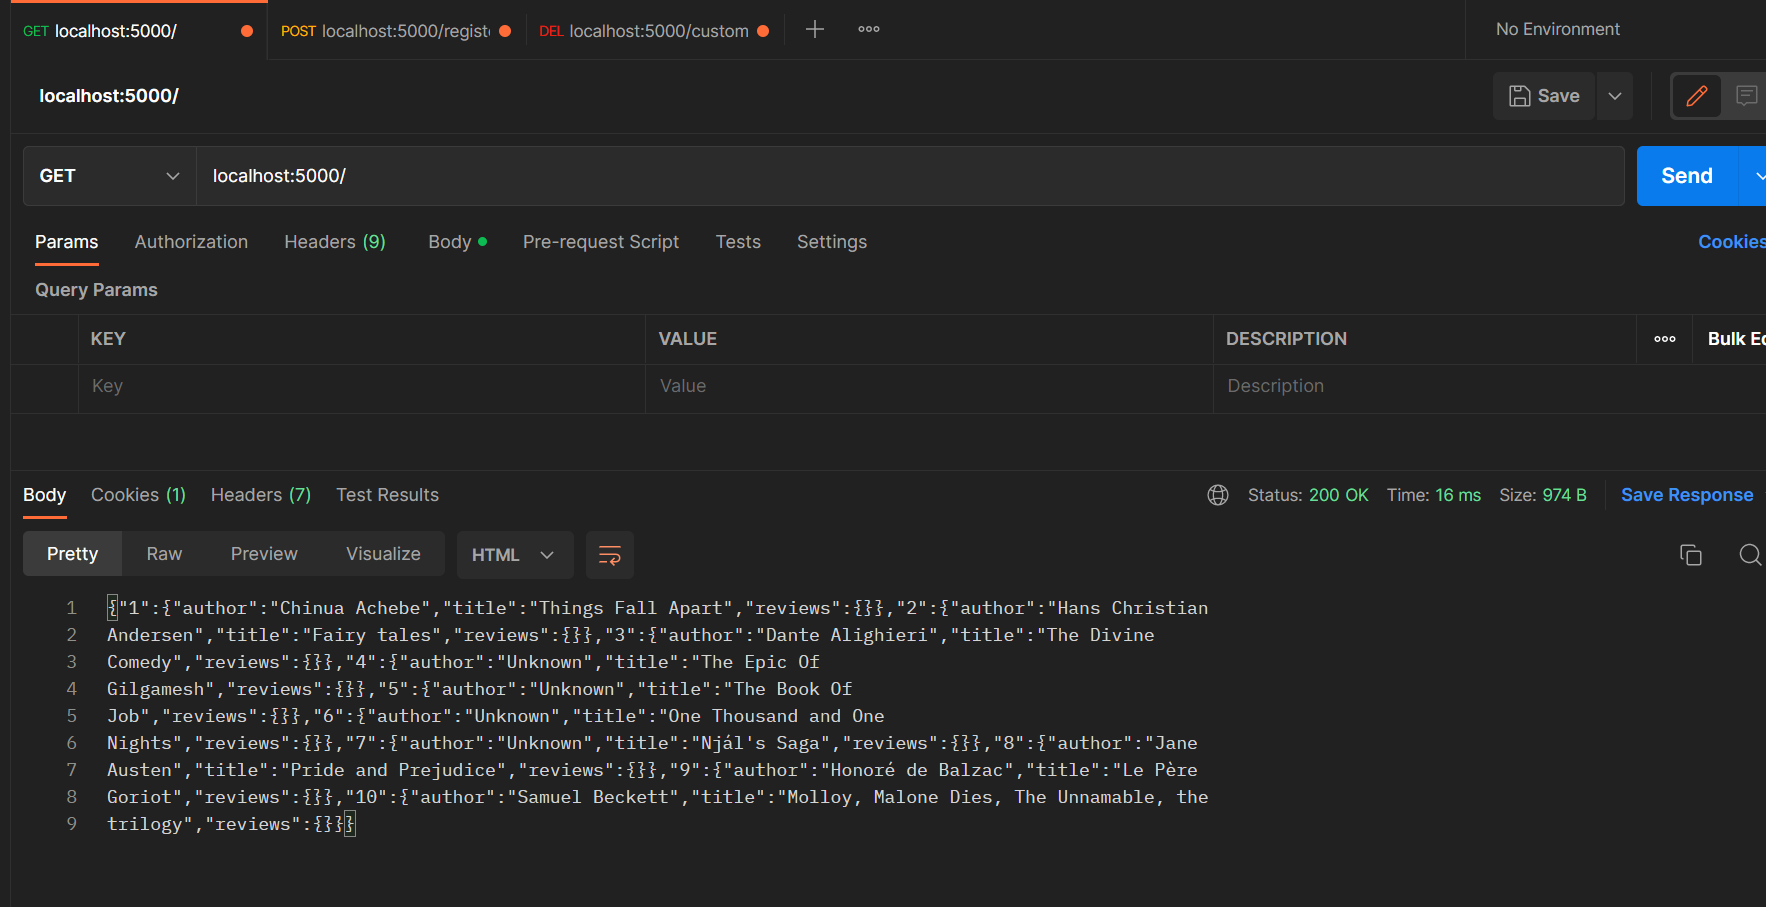 GET localhost:5000/
POST localhost:5000/regist
DEL localhost:5000/custom
No Environment
localhost:5000/
Save
GET
localhost:5000/
Send
Params
Authorization
Headers (9)
Body
Pre-request Script
Tests
Settings
Cookies
Query Params
KEY
VALUE
DESCRIPTION
Bulk Ed
Key
Value
Description
Body
Cookies (1)
Headers (7)
Test Results
Status: 200 OK
Time: 16 ms
Size: 974 B
Save Response
Pretty
Raw
Preview
Visualize
HTML
1 {"1":{"author":"Chinua Achebe","title":"Things Fall Apart","reviews":{}},"2":{"author":"Hans Christian
2 Andersen","title":"Fairy tales","reviews":{}},"3":{"author":"Dante Alighieri","title":"The Divine
3 Comedy","reviews":{}},"4":{"author":"Unknown","title":"The Epic Of
4 Gilgamesh","reviews":{}},"5":{"author":"Unknown","title":"The Book Of
5 Job","reviews":{}},"6":{"author":"Unknown","title":"One Thousand and One
6 Nights","reviews":{}},"7":{"author":"Unknown","title":"Njál's Saga","reviews":{}},"8":{"author":"Jane
7 Austen","title":"Pride and Prejudice","reviews":{}},"9":{"author":"Honoré de Balzac","title":"Le Père
8 Goriot","reviews":{}},"10":{"author":"Samuel Beckett","title":"Molloy, Malone Dies, The Unnamable, the
9 trilogy","reviews":{}}}